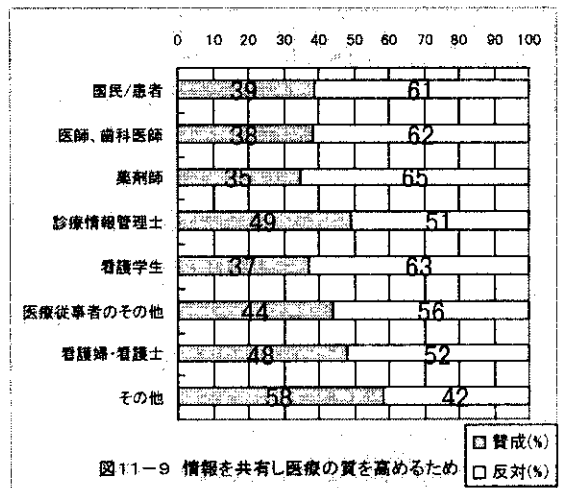 0 10 20 30 40 50 60 70 80 90 100
国民/患者 39 61
医師、歯科医師 38 62
薬剤師 35 65
診療情報管理士 49 51
看護学生 37 63
医療従事者のその他 44 56
看護婦・看護士 48 52
その他 58 42
図11-9 情報を共有し医療の質を高めるため
賛成(%)
反対(%)